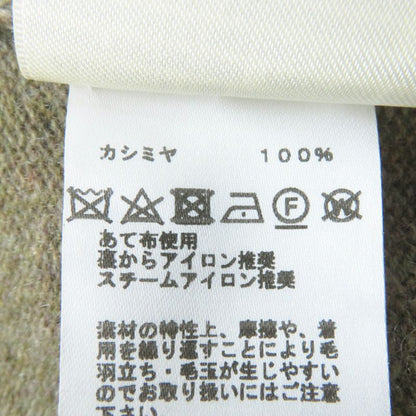 カシミヤ 100%
F W
あて布使用
裏からアイロン推奨
スチームアイロン推奨
素材の特性上、摩擦や、着
用を繰り返すことにより毛
羽立ち・毛玉が生じやすい
のでお取り扱いにはご注意
下さい。